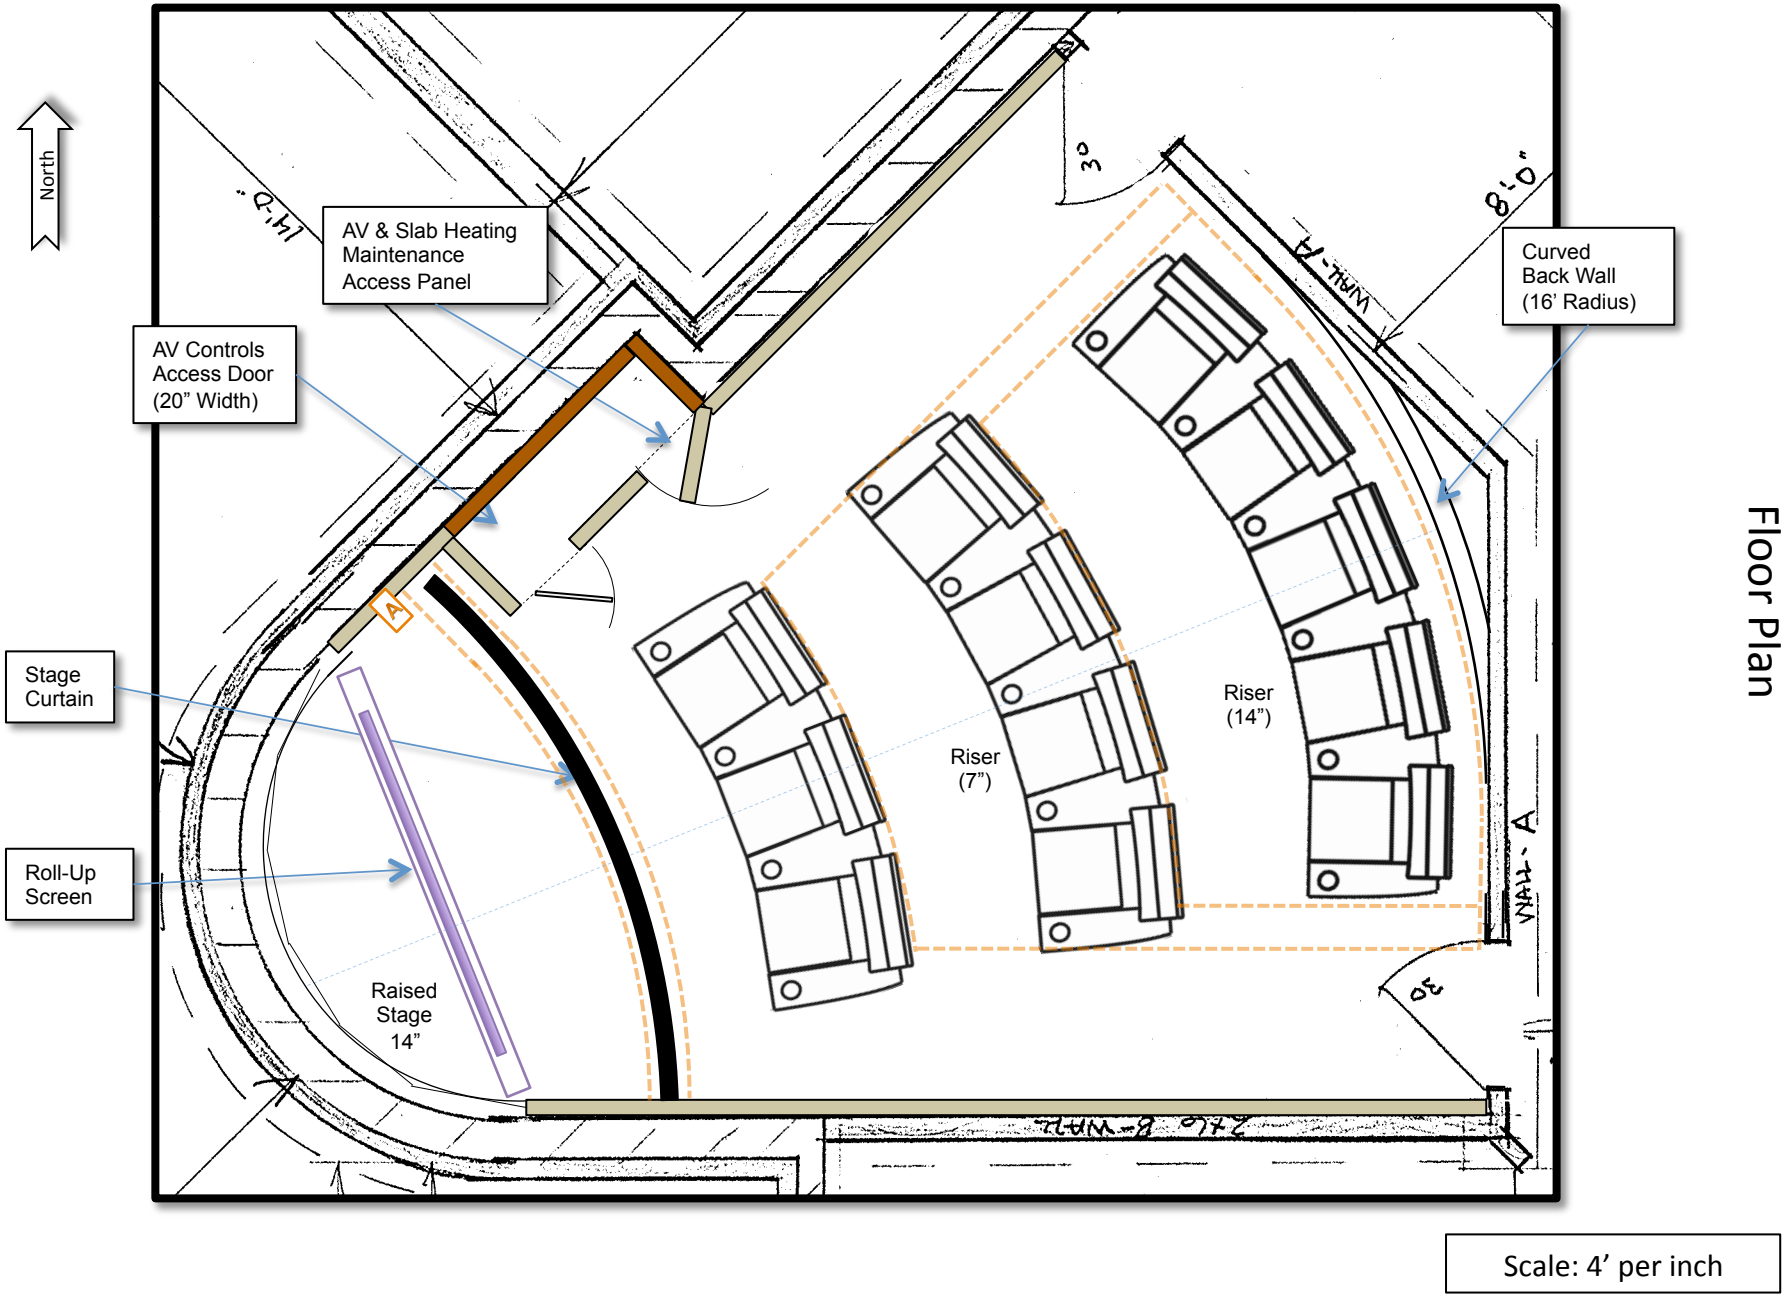 North
14'-0"
30
8'-0"
AV & Slab Heating
Maintenance
Access Panel
WALL-A
Curved
Back Wall
(16’ Radius)
AV Controls
Access Door
(20” Width)
A
Floor Plan
Stage
Curtain
Riser
(14”)
Riser
(7”)
WALL-A
Roll-Up
Screen
Raised
Stage
14”
30
2x6 B-WALL
Scale: 4’ per inch